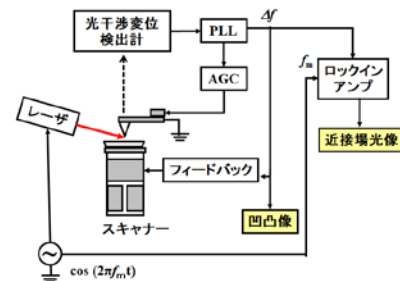 光干渉変位
検出計
PLL
Δf
AGC
fm
ロックイン
アンプ
レーザ
近接場光像
フィードバック
スキャナー
凹凸像
cos (2πfmt)